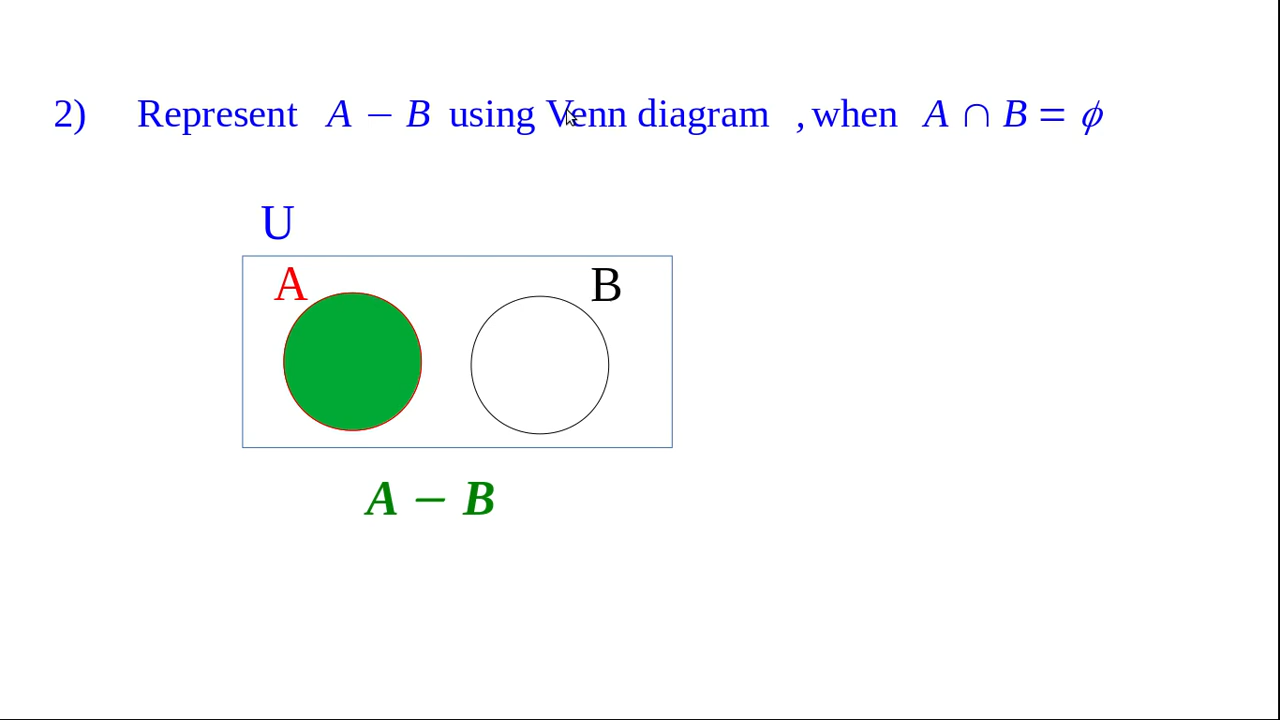 2) Represent A − B using Venn diagram , when A ∩ B = ϕ
U
A B
A − B